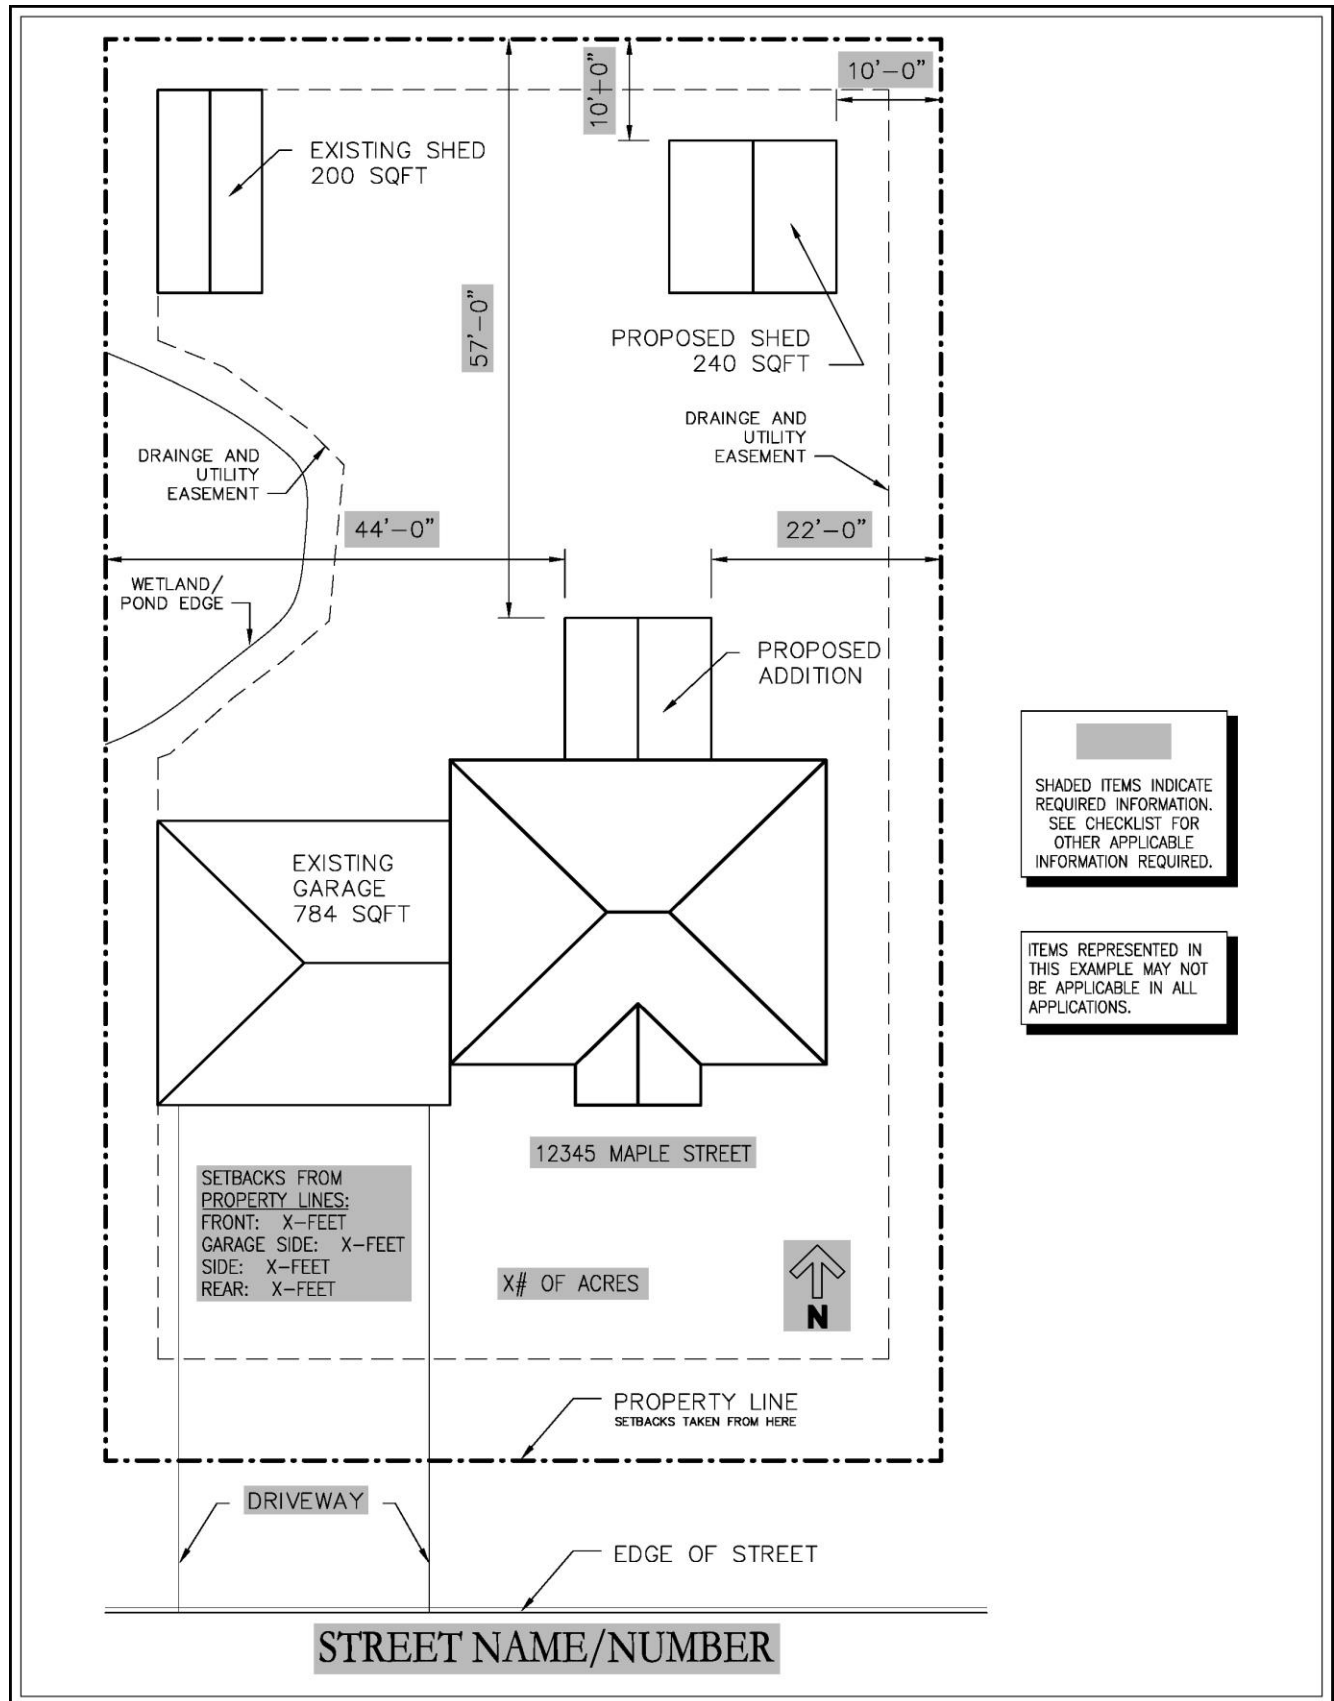 10'-0"
10'-0"
EXISTING SHED
200 SQFT
57'-0"
PROPOSED SHED
240 SQFT
DRAINGE AND
UTILITY
EASEMENT
DRAINGE AND
UTILITY
EASEMENT
44'-0"
22'-0"
WETLAND/
POND EDGE
PROPOSED
ADDITION
SHADED ITEMS INDICATE
REQUIRED INFORMATION.
SEE CHECKLIST FOR
OTHER APPLICABLE
INFORMATION REQUIRED.
EXISTING
GARAGE
784 SQFT
ITEMS REPRESENTED IN
THIS EXAMPLE MAY NOT
BE APPLICABLE IN ALL
APPLICATIONS.
12345 MAPLE STREET
SETBACKS FROM
PROPERTY LINES:
FRONT: X-FEET
GARAGE SIDE: X-FEET
SIDE: X-FEET
REAR: X-FEET
X# OF ACRES
N
PROPERTY LINE
SETBACKS TAKEN FROM HERE
DRIVEWAY
EDGE OF STREET
STREET NAME/NUMBER